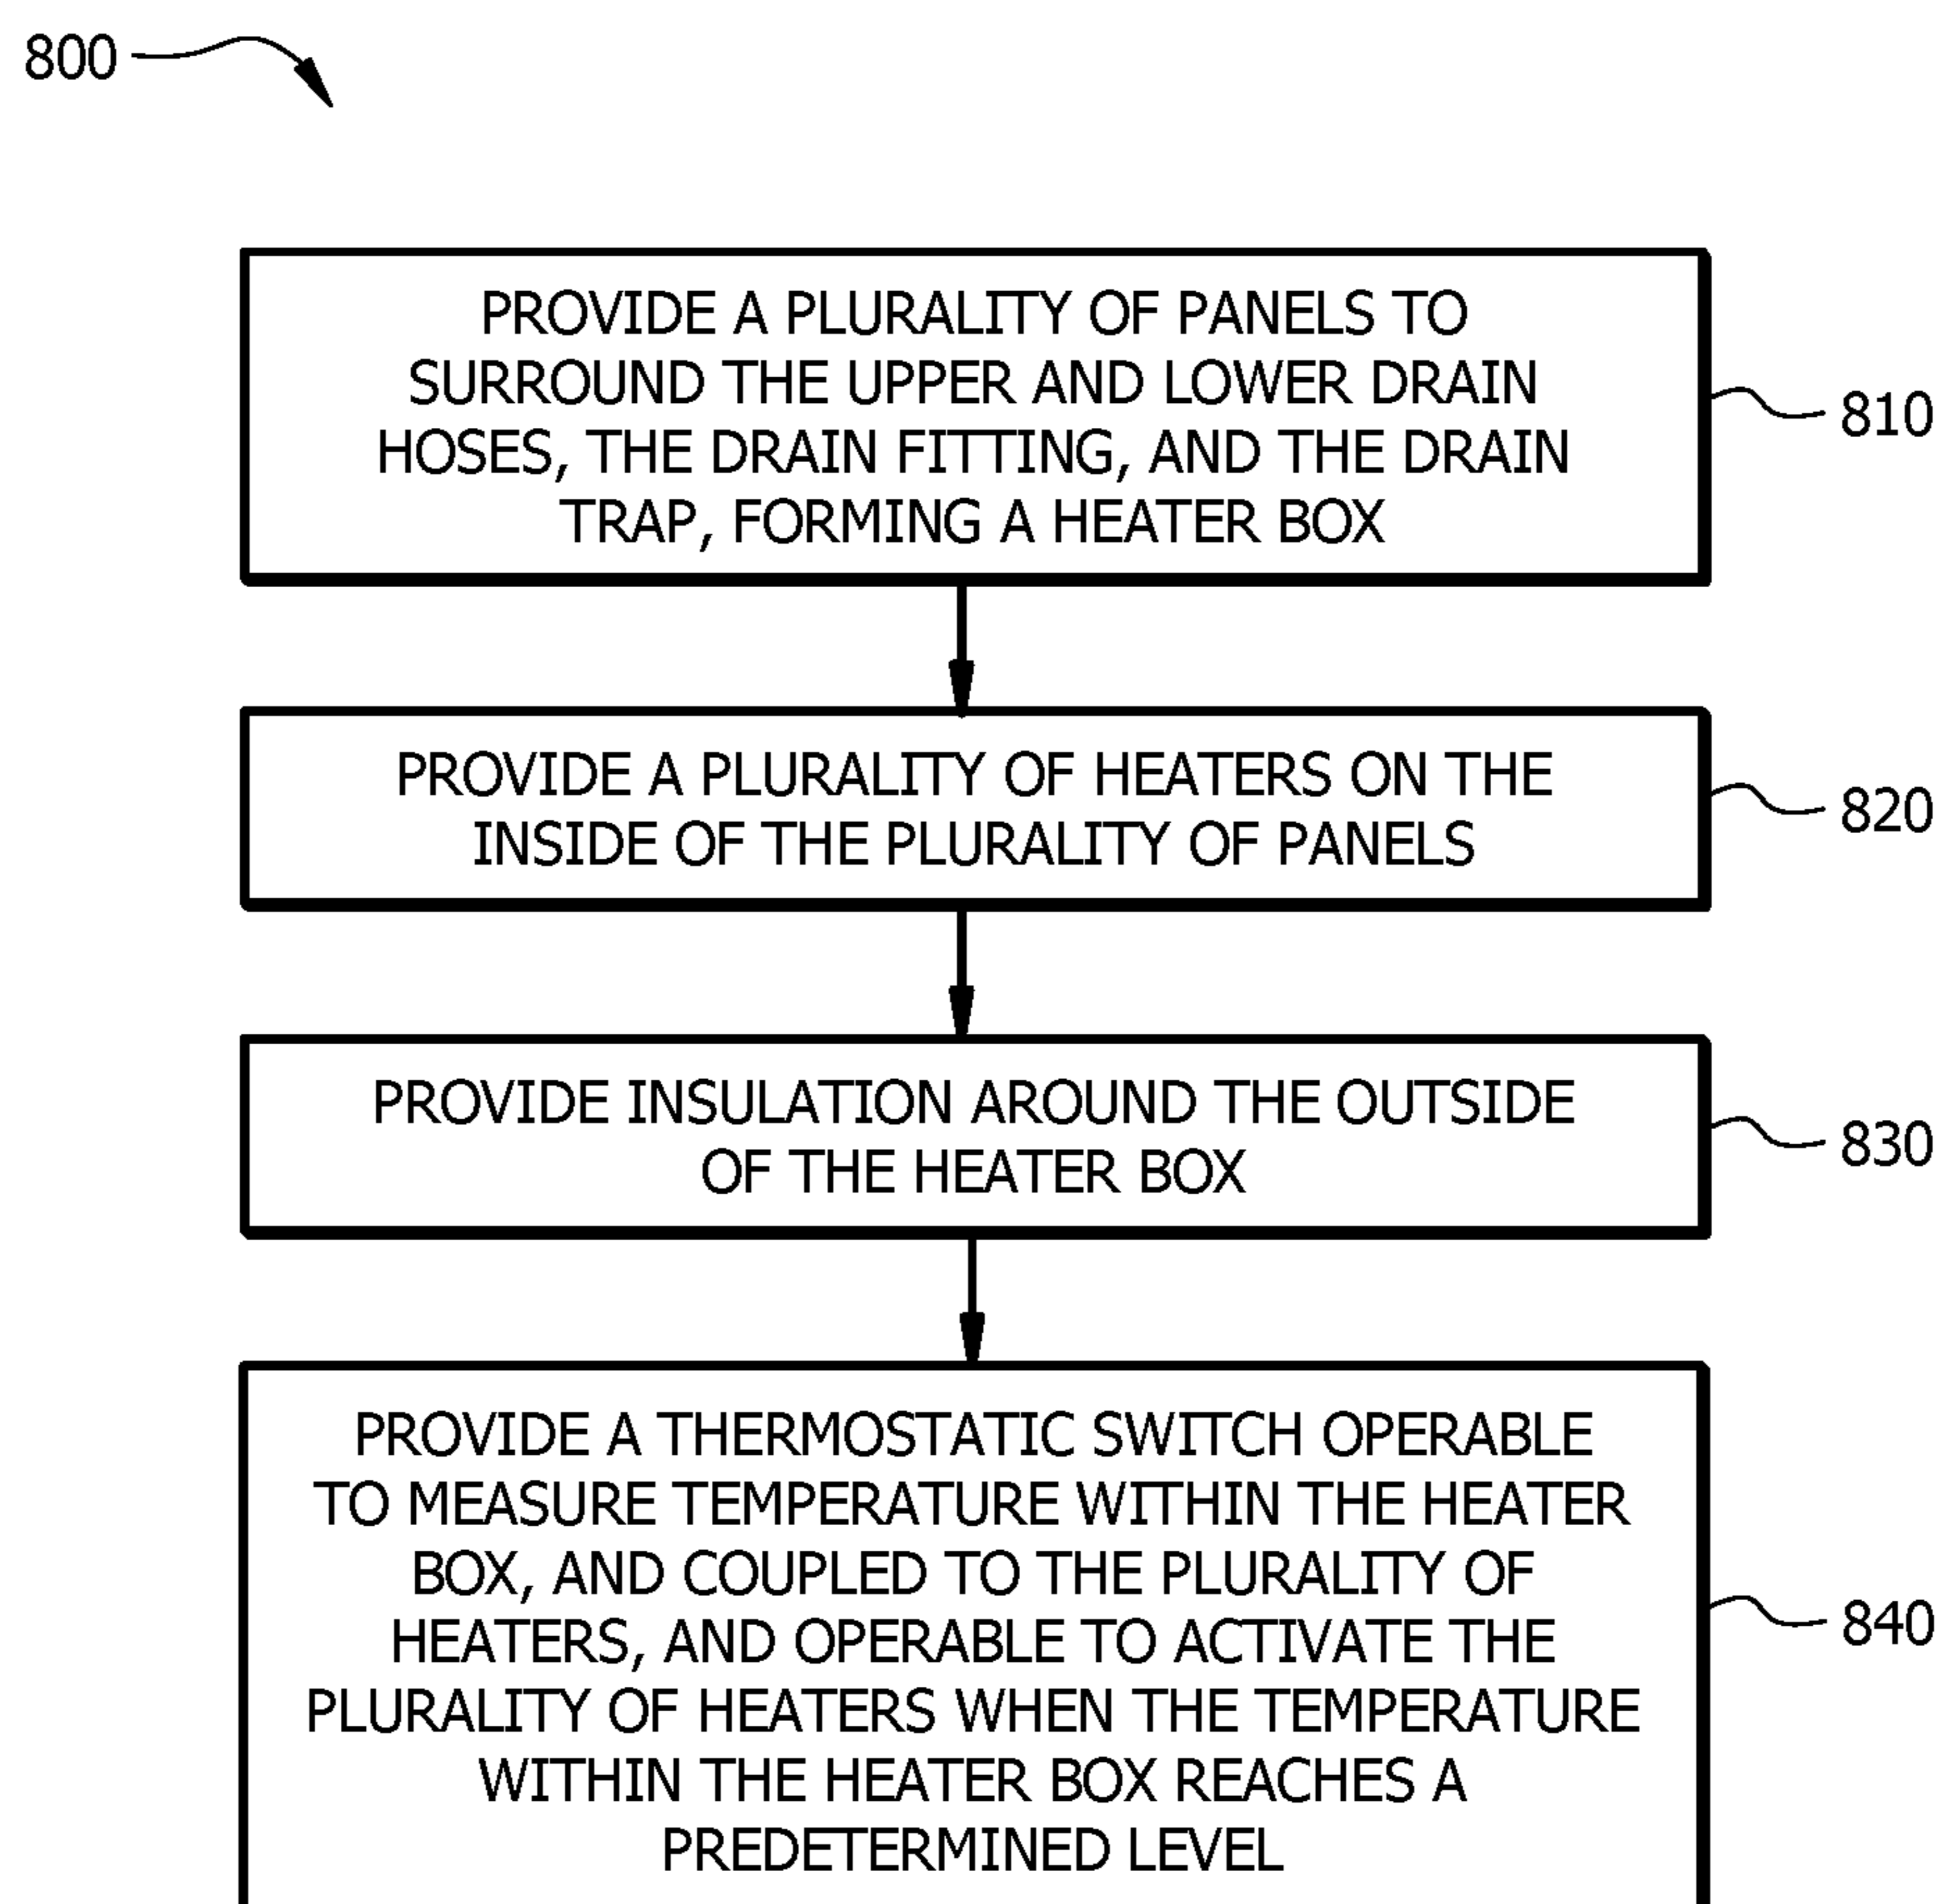 800
PROVIDE A PLURALITY OF PANELS TO
SURROUND THE UPPER AND LOWER DRAIN
HOSES, THE DRAIN FITTING, AND THE DRAIN
TRAP, FORMING A HEATER BOX
810
PROVIDE A PLURALITY OF HEATERS ON THE
INSIDE OF THE PLURALITY OF PANELS
820
PROVIDE INSULATION AROUND THE OUTSIDE
OF THE HEATER BOX
830
PROVIDE A THERMOSTATIC SWITCH OPERABLE
TO MEASURE TEMPERATURE WITHIN THE HEATER
BOX, AND COUPLED TO THE PLURALITY OF
HEATERS, AND OPERABLE TO ACTIVATE THE
PLURALITY OF HEATERS WHEN THE TEMPERATURE
WITHIN THE HEATER BOX REACHES A
PREDETERMINED LEVEL
840